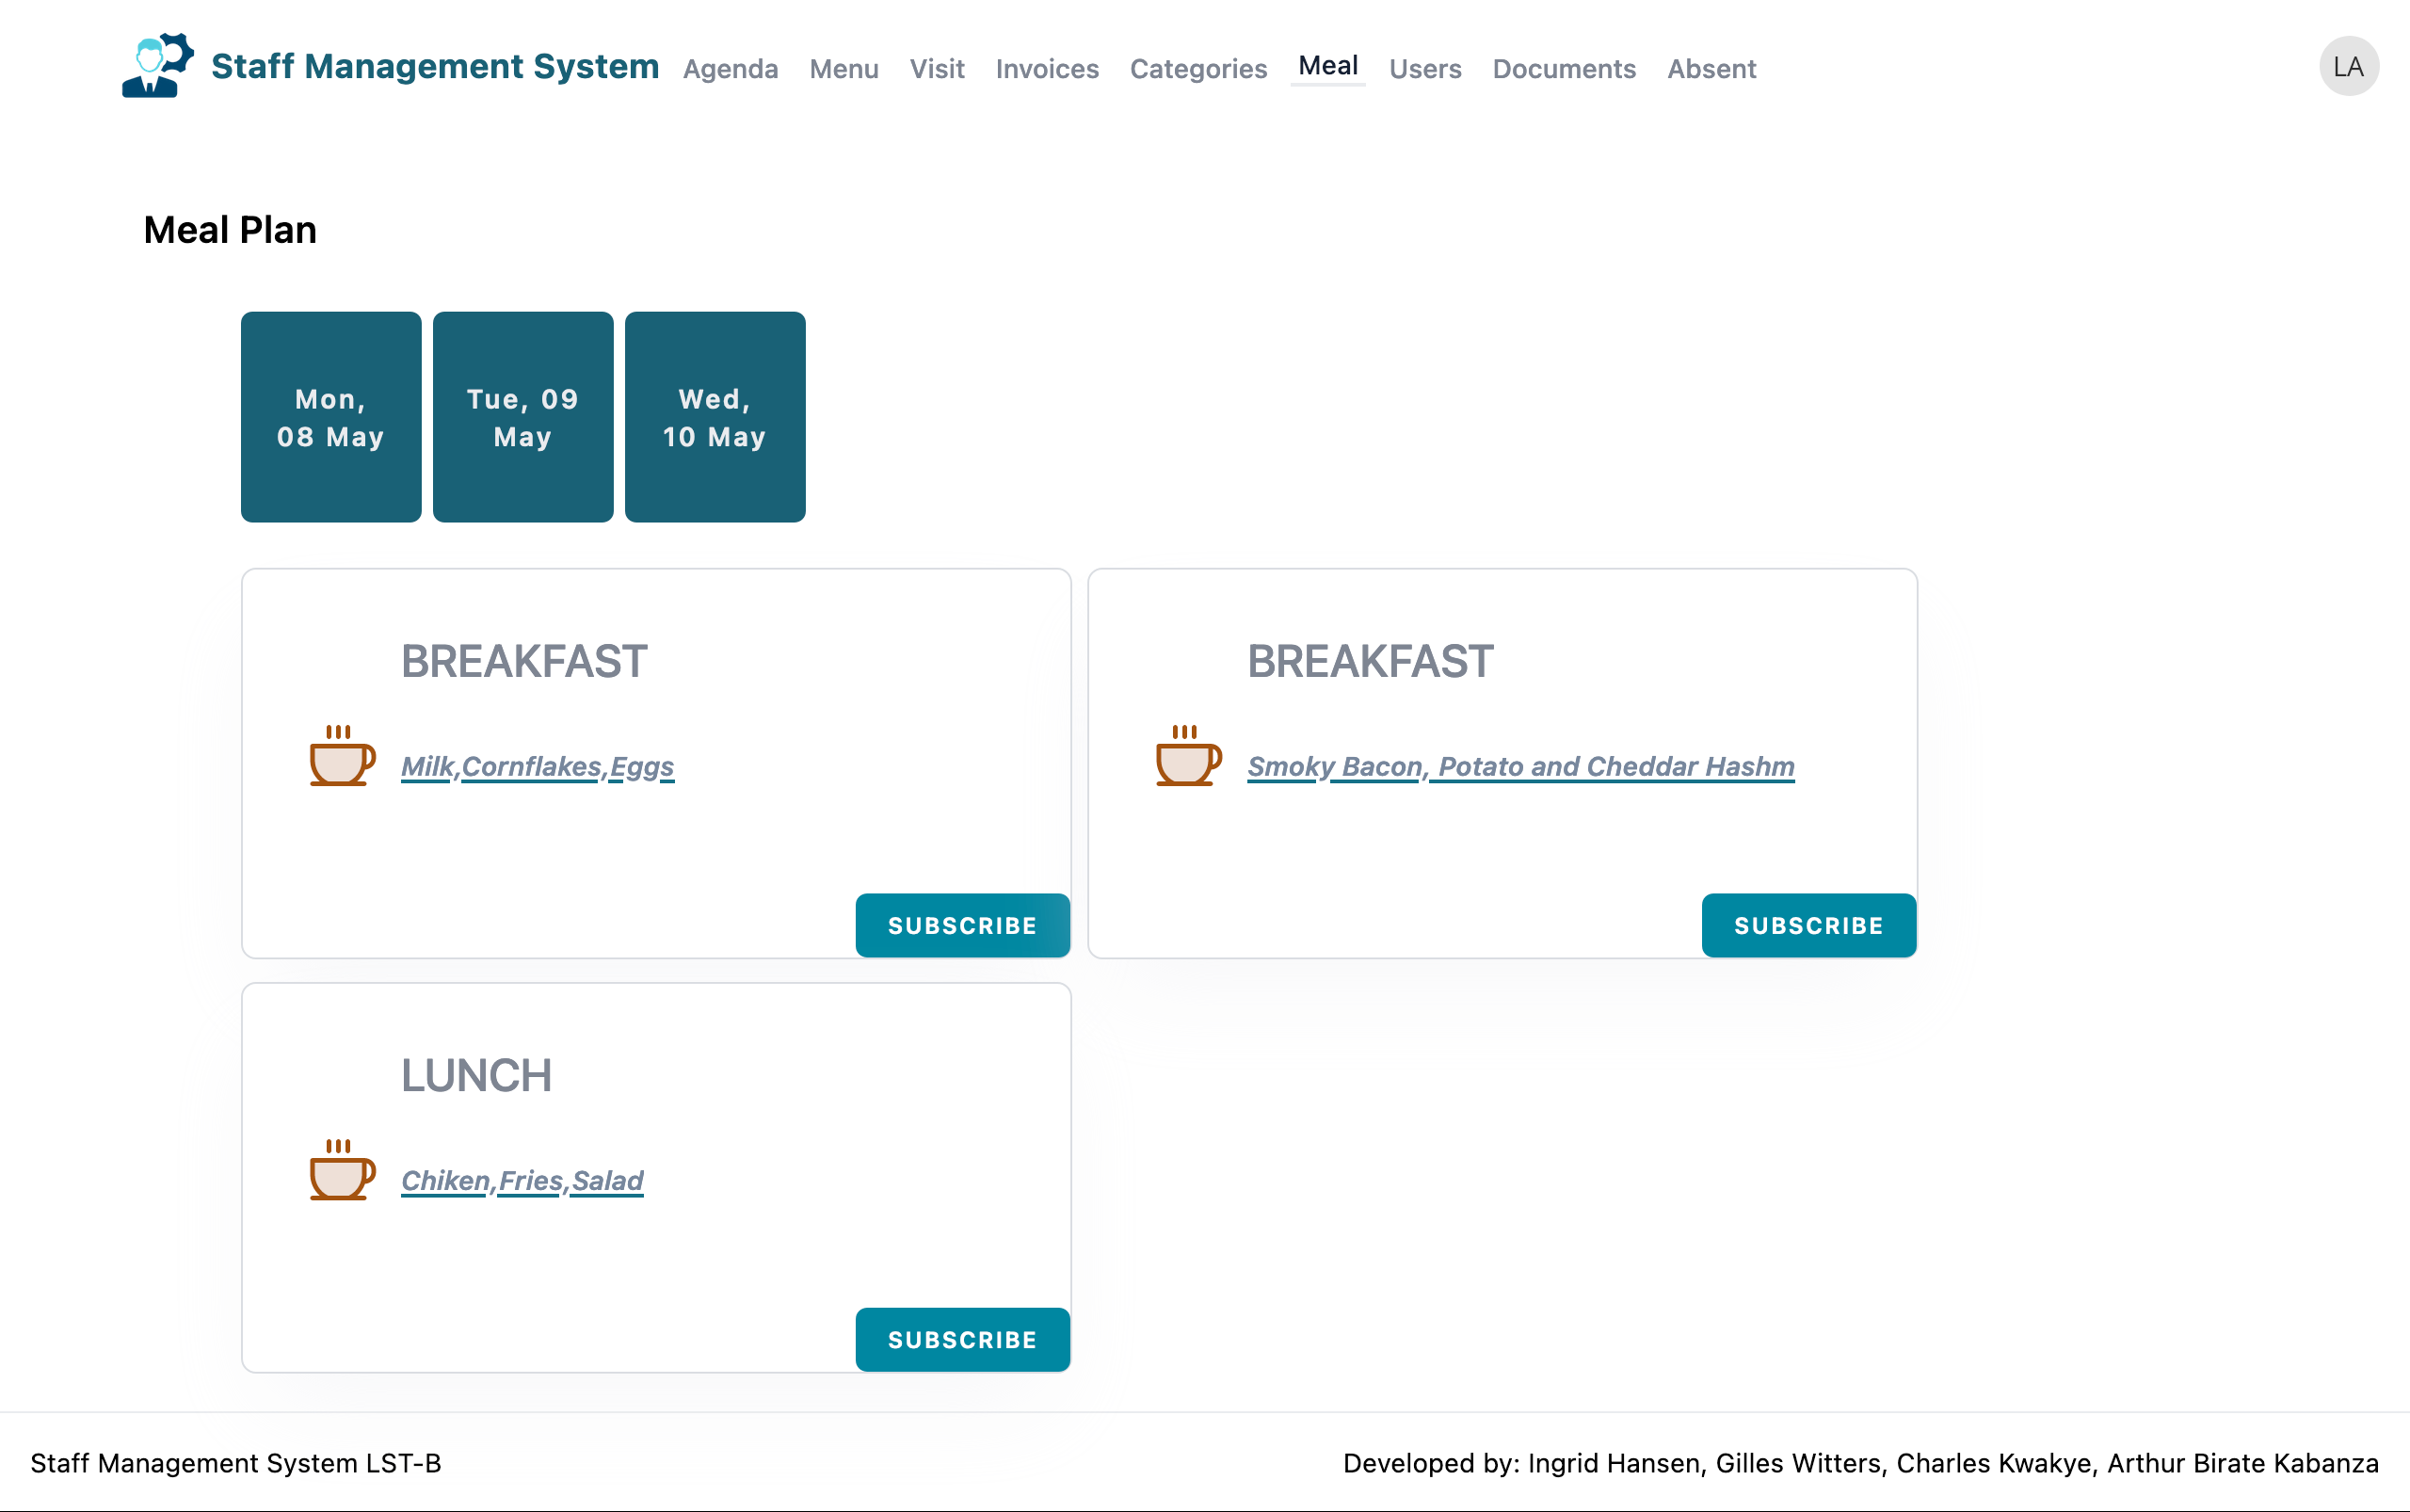 Staff Management System Agenda Menu Visit Invoices Categories Meal Users Documents Absent LA
Meal Plan
Mon,
08 May
Tue, 09
May
Wed,
10 May
BREAKFAST
Milk,Cornflakes,Eggs
SUBSCRIBE
BREAKFAST
Smoky Bacon, Potato and Cheddar Hashm
SUBSCRIBE
LUNCH
Chiken,Fries,Salad
SUBSCRIBE
Staff Management System LST-B
Developed by: Ingrid Hansen, Gilles Witters, Charles Kwakye, Arthur Birate Kabanza